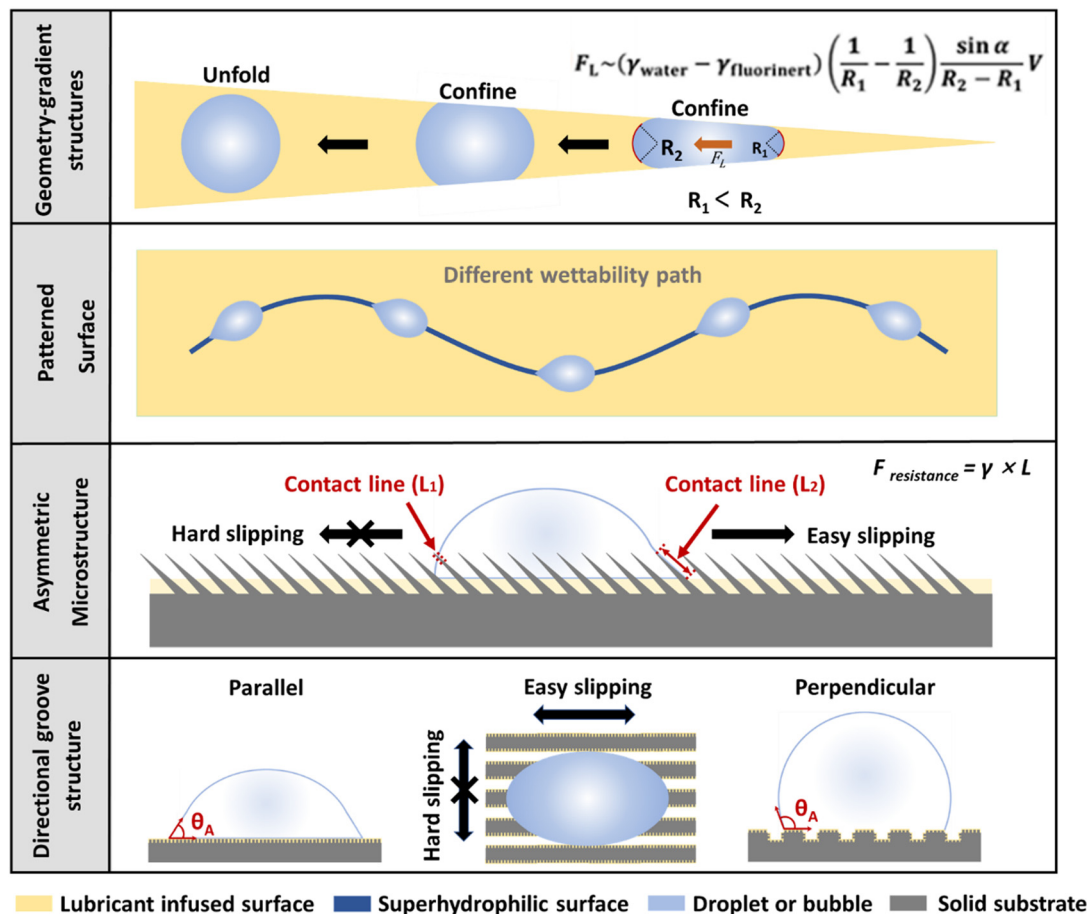 Geometry-gradient
structures
Unfold
Confine
Confine
F_L~(γ_water − γ_fluorinert)(1/R_1 − 1/R_2) sin α/(R_2 − R_1) V
R_2
F_L
R_1
R_1 < R_2
Patterned
Surface
Different wettability path
Asymmetric
Microstructure
F resistance = γ × L
Contact line (L1)
Contact line (L2)
Hard slipping
Easy slipping
Directional groove
structure
Parallel
Easy slipping
Perpendicular
Hard slipping
θ_A
θ_A
Lubricant infused surface
Superhydrophilic surface
Droplet or bubble
Solid substrate